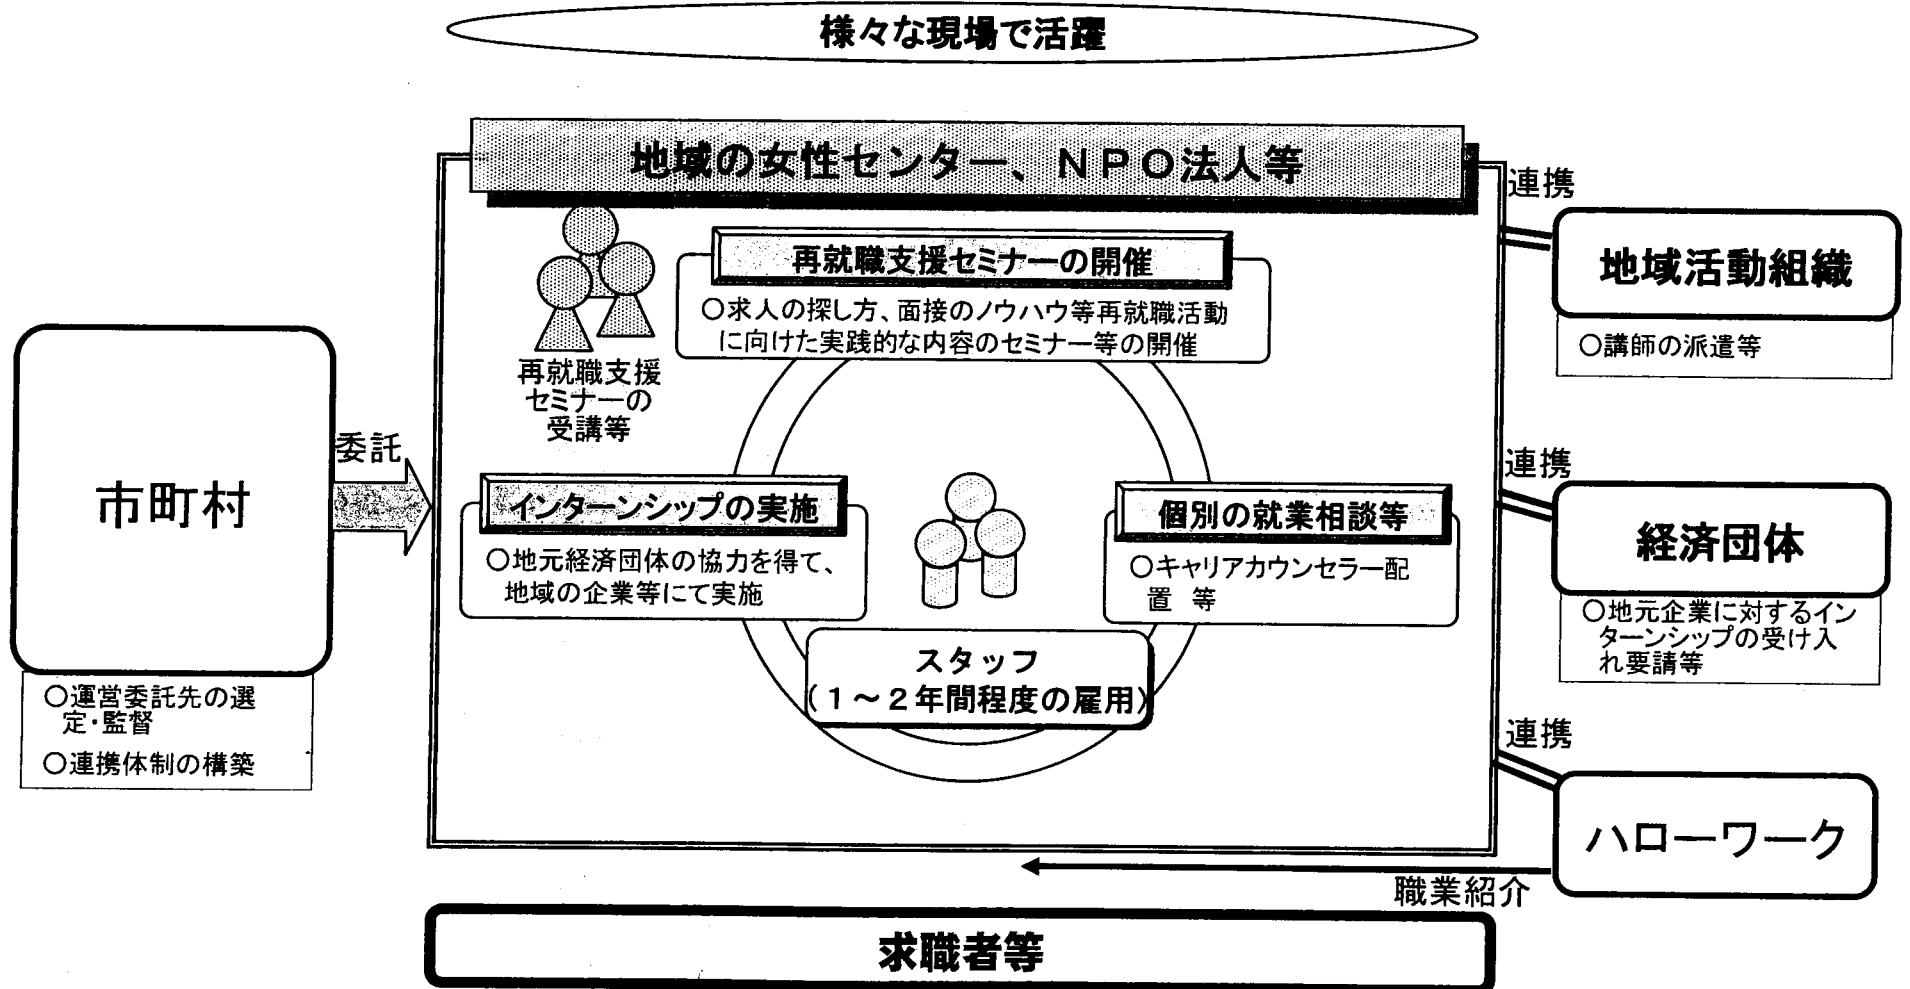 様々な現場で活躍
地域の女性センター、NPO法人等
再就職支援セミナーの開催
○求人の探し方、面接のノウハウ等再就職活動
に向けた実践的な内容のセミナー等の開催
再就職支援
セミナーの
受講等
市町村
委託
○運営委託先の選
定・監督
○連携体制の構築
インターンシップの実施
○地元経済団体の協力を得て、
地域の企業等にて実施
個別の就業相談等
○キャリアカウンセラー配
置 等
スタッフ
(1～2年間程度の雇用)
連携
地域活動組織
○講師の派遣等
連携
経済団体
○地元企業に対するイン
ターンシップの受け入
れ要請等
連携
ハローワーク
職業紹介
求職者等